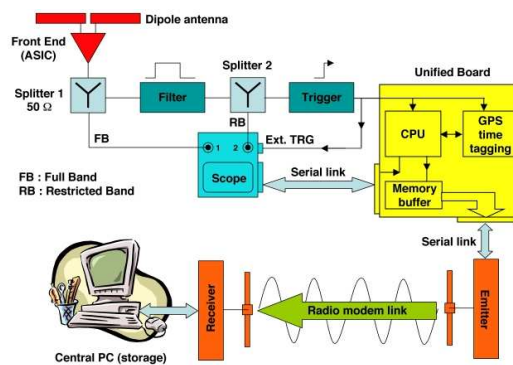 Dipole antenna
Front End
(ASIC)
Splitter 1
50 Ω
Filter
Splitter 2
Trigger
Unified Board
CPU
GPS
time
tagging
FB
RB
Ext. TRG
1
2
Scope
Serial link
Memory
buffer
FB : Full Band
RB : Restricted Band
Serial link
Receiver
Radio modem link
Emitter
Central PC (storage)